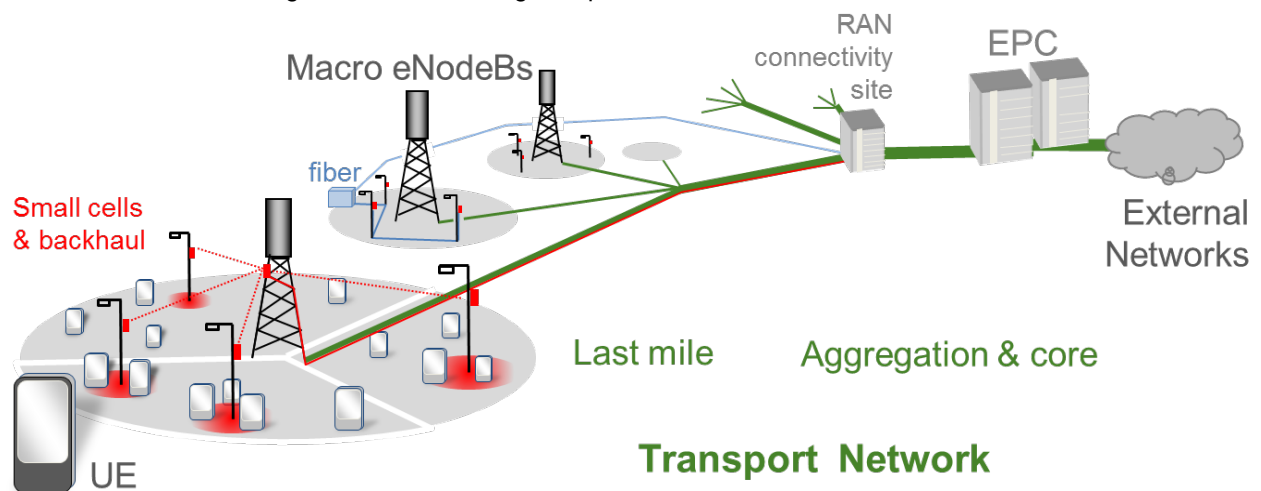 RAN
connectivity
site
EPC
Macro eNodeBs
fiber
Small cells
& backhaul
External
Networks
Last mile
Aggregation & core
Transport Network
UE